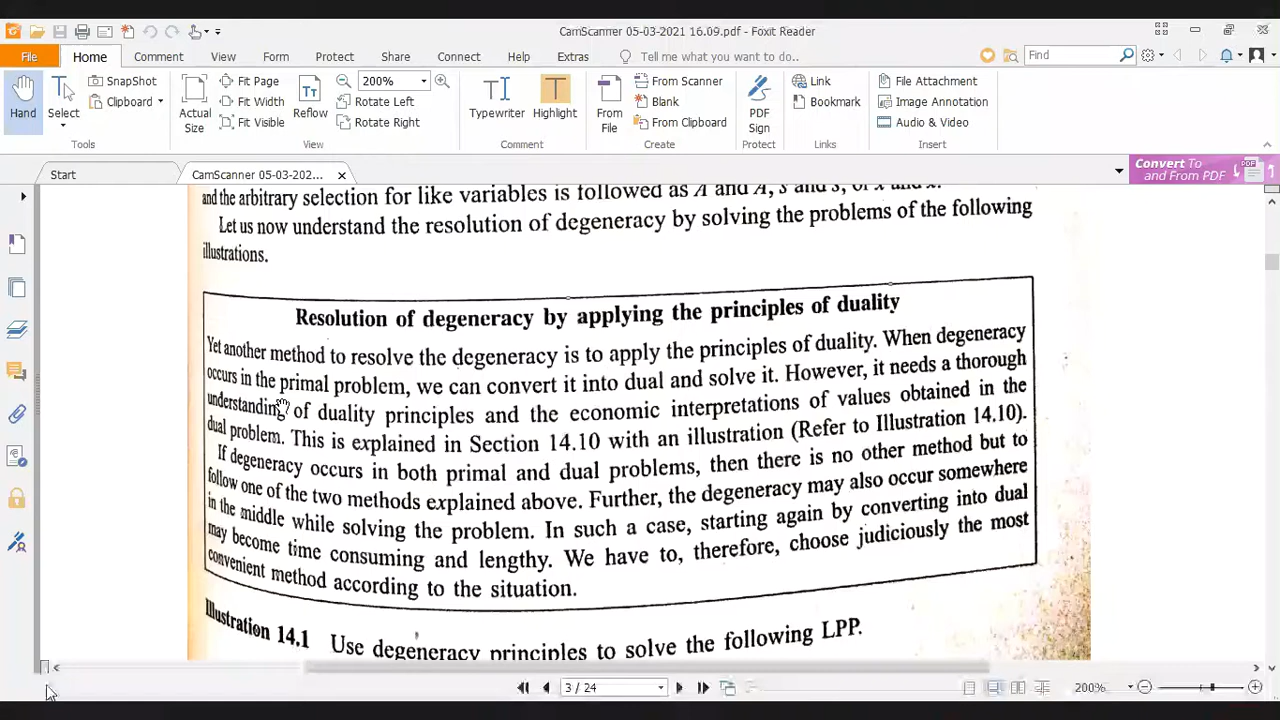 CamScanner 05-03-2021 16.09.pdf - Foxit Reader
File Home Comment View Form Protect Share Connect Help Extras Tell me what you want to do.. Find
Hand Select SnapShot Clipboard Actual Size Fit Page Fit Width Fit Visible Reflow 200% Rotate Left Rotate Right Typewriter Highlight From File From Scanner Blank From Clipboard PDF Sign Link Bookmark File Attachment Image Annotation Audio & Video
Tools View Comment Create Protect Links Insert
Start CamScanner 05-03-202... Convert To and From PDF
and the arbitrary selection for like variables is followed as A and A, s and s, or x and x.
Let us now understand the resolution of degeneracy by solving the problems of the following
illustrations.
Resolution of degeneracy by applying the principles of duality
Yet another method to resolve the degeneracy is to apply the principles of duality. When degeneracy
occurs in the primal problem, we can convert it into dual and solve it. However, it needs a thorough
understanding of duality principles and the economic interpretations of values obtained in the
dual problem. This is explained in Section 14.10 with an illustration (Refer to Illustration 14.10).
If degeneracy occurs in both primal and dual problems, then there is no other method but to
follow one of the two methods explained above. Further, the degeneracy may also occur somewhere
in the middle while solving the problem. In such a case, starting again by converting into dual
may become time consuming and lengthy. We have to, therefore, choose judiciously the most
convenient method according to the situation.
Illustration 14.1 Use degeneracy principles to solve the following LPP.
3 / 24 200%